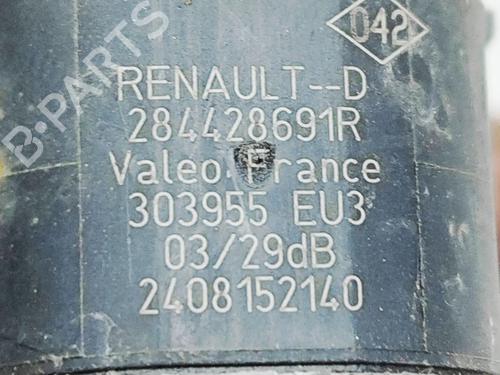 042
RENAULT--D
284428691R
Valeo France
303955 EU3
03/29dB
2408152140
B-PARTS